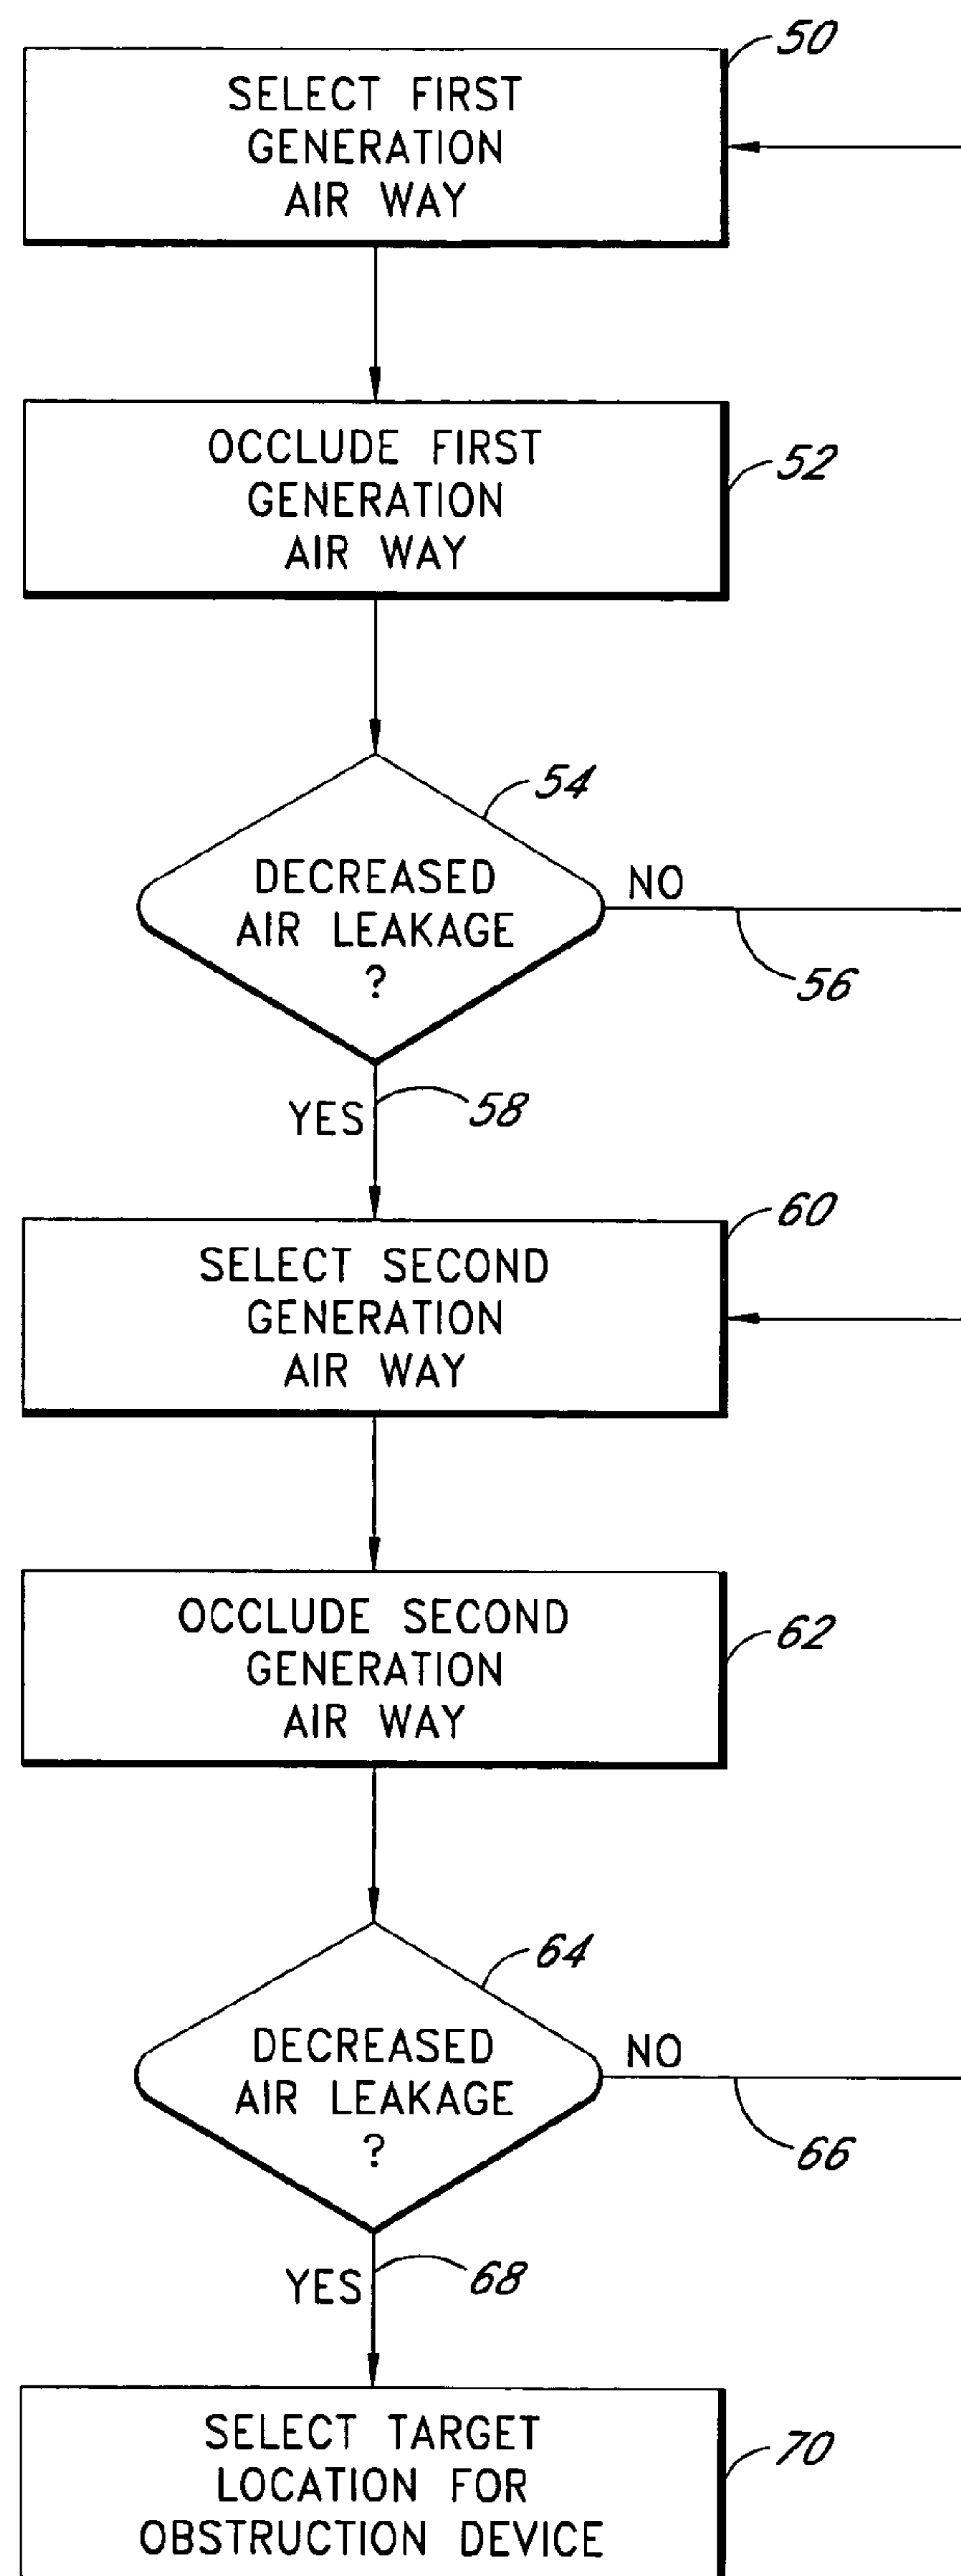 50
SELECT FIRST
GENERATION
AIR WAY
OCCLUDE FIRST
GENERATION
AIR WAY
52
54
DECREASED
AIR LEAKAGE
?
NO
56
YES
58
60
SELECT SECOND
GENERATION
AIR WAY
OCCLUDE SECOND
GENERATION
AIR WAY
62
64
DECREASED
AIR LEAKAGE
?
NO
66
YES
68
SELECT TARGET
LOCATION FOR
OBSTRUCTION DEVICE
70